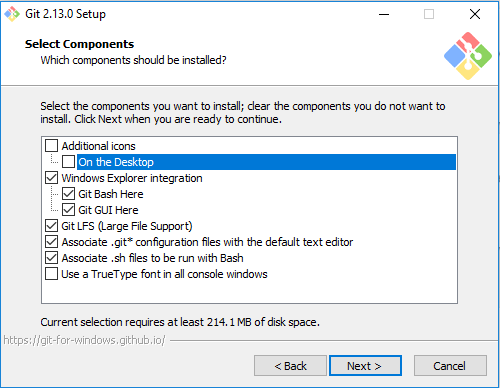 Git 2.13.0 Setup
Select Components
Which components should be installed?
Select the components you want to install; clear the components you do not want to
install. Click Next when you are ready to continue.
Additional icons
On the Desktop
Windows Explorer integration
Git Bash Here
Git GUI Here
Git LFS (Large File Support)
Associate .git* configuration files with the default text editor
Associate .sh files to be run with Bash
Use a TrueType font in all console windows
Current selection requires at least 214.1 MB of disk space.
https://git-for-windows.github.io/
< Back
Next >
Cancel